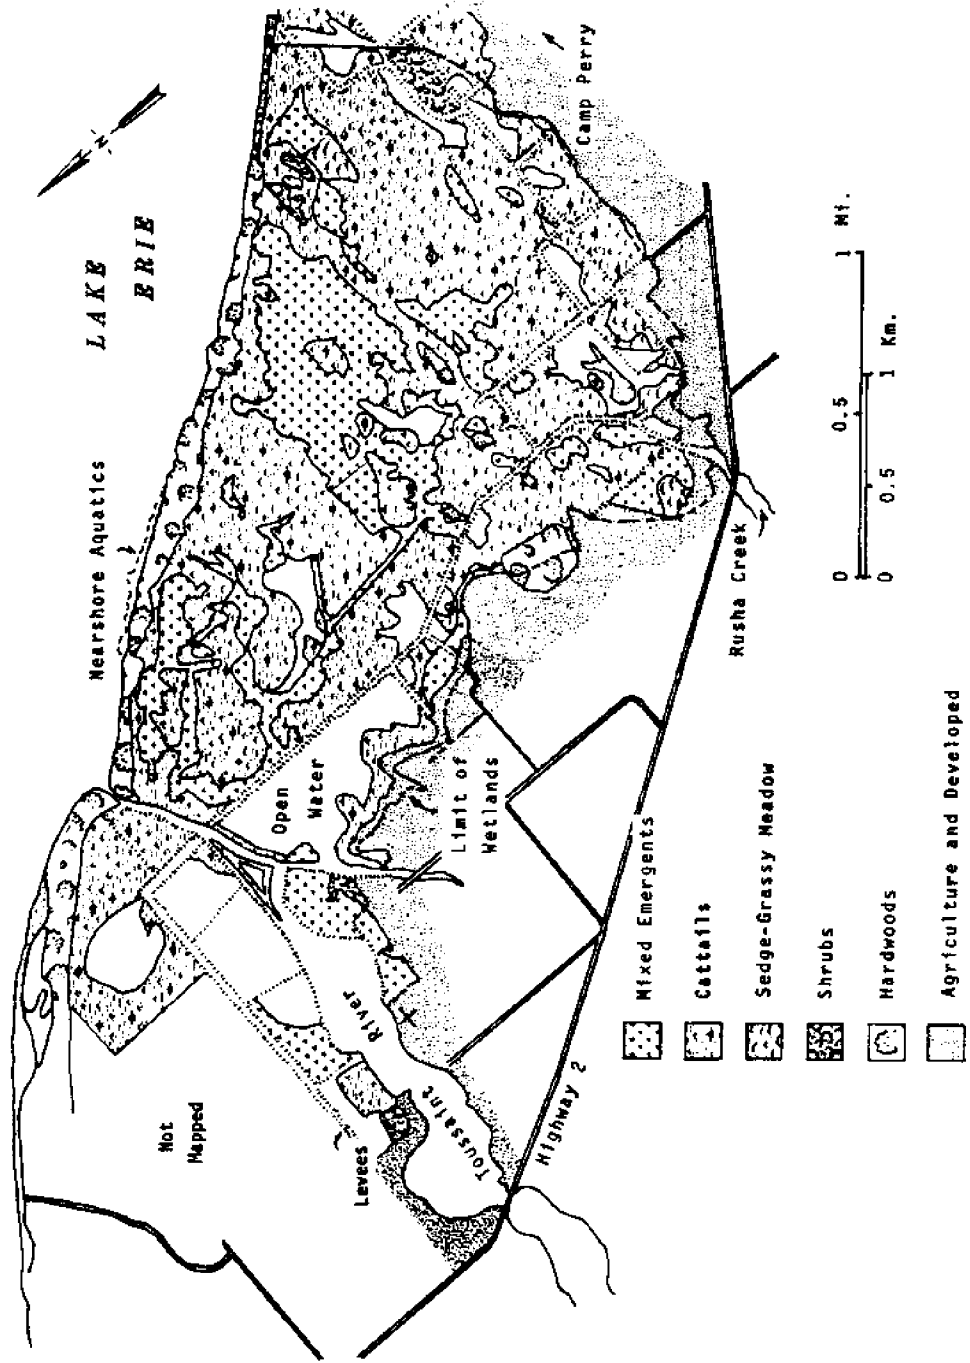 LAKE
ERIE
N
Camp Perry
Nearshore Aquatics
Open
Water
Limit of
Wetlands
Not
Mapped
Levees
Toussaint River
Highway 2
Rusha Creek
0 0.5 1 Mi.
0 0.5 1 Km.
Mixed Emergents
Cattails
Sedge-Grassy Meadow
Shrubs
Hardwoods
Agriculture and Developed